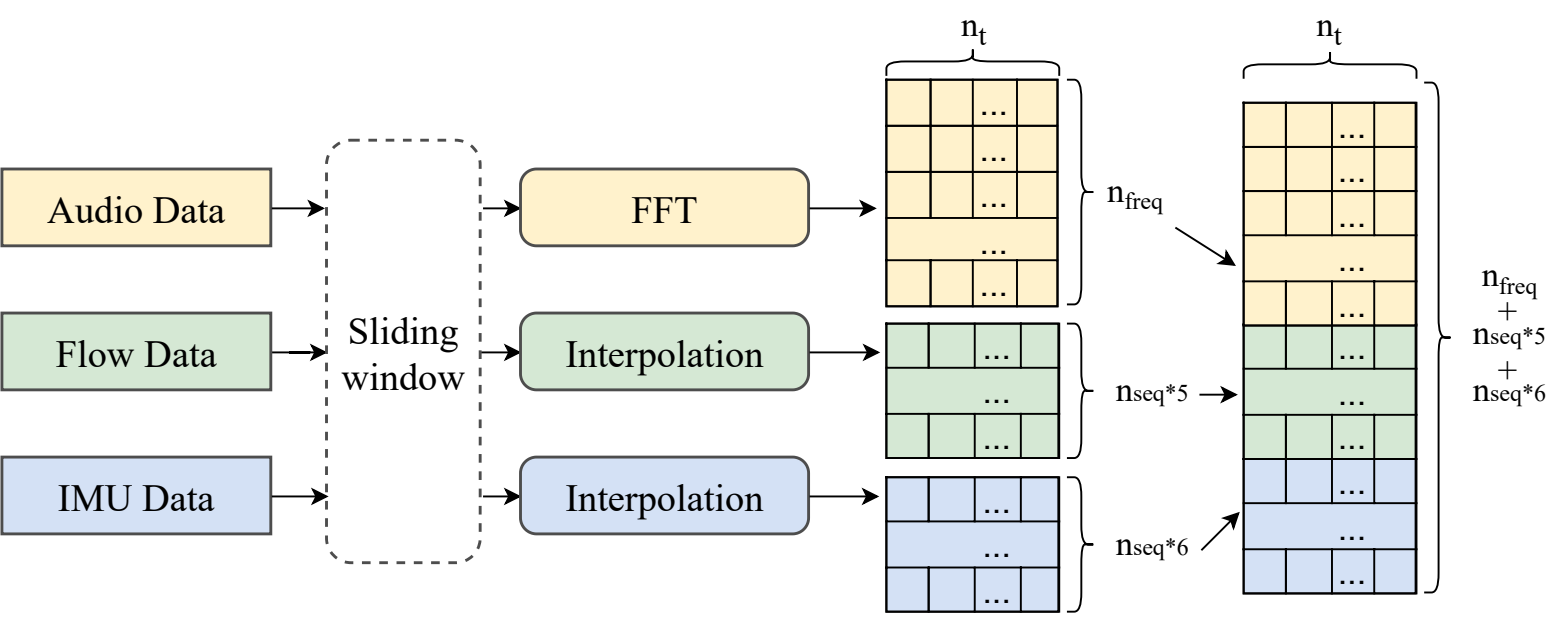 n_t
n_t
Audio Data
FFT
...
...
...
...
...
n_freq
...
...
...
...
...
Flow Data
Sliding
window
Interpolation
...
...
...
n_seq*5
...
...
...
n_freq
+
n_seq*5
+
n_seq*6
IMU Data
Interpolation
...
...
...
n_seq*6
...
...
...